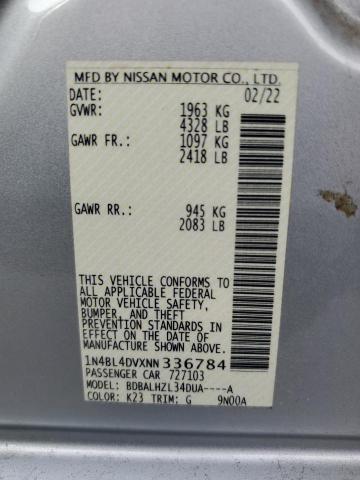 MFD BY NISSAN MOTOR CO., LTD.
DATE: 02/22
GVWR: 1963 KG
4328 LB
GAWR FR.: 1097 KG
2418 LB
GAWR RR.: 945 KG
2083 LB
THIS VEHICLE CONFORMS TO
ALL APPLICABLE FEDERAL
MOTOR VEHICLE SAFETY,
BUMPER, AND THEFT
PREVENTION STANDARDS IN
EFFECT ON THE DATE OF
MANUFACTURE SHOWN ABOVE.
1N4BL4DVXNN336784
PASSENGER CAR 727103
MODEL: BDBALHZL34DUA----A
COLOR: K23 TRIM: G 9N00A